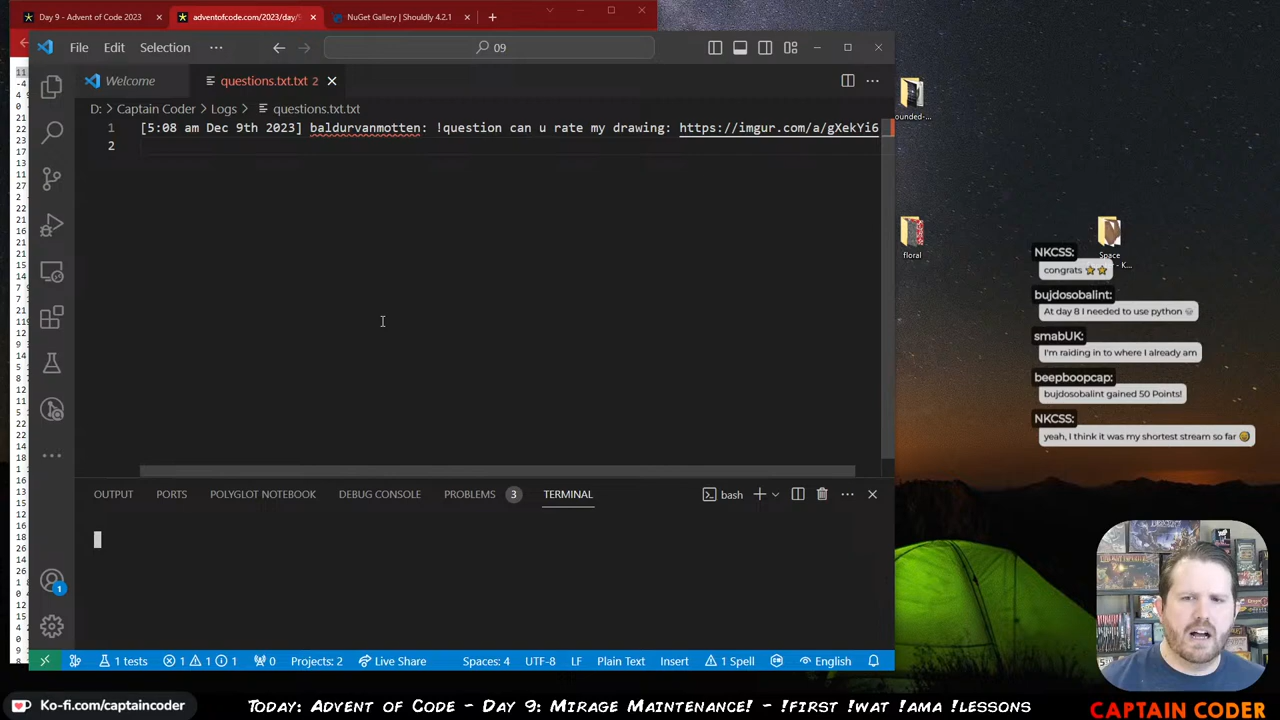 Day 9 - Advent of Code 2023
adventofcode.com/2023/day/
NuGet Gallery | Shouldly 4.2.1
File Edit Selection ...
09
Welcome
questions.txt.txt 2
D: > Captain Coder > Logs > questions.txt.txt
1 [5:08 am Dec 9th 2023] baldurvanmotten: !question can u rate my drawing: https://imgur.com/a/gXekYi6
2
floral
Space
NKCSS:
congrats ⭐⭐
bujdosobalint:
At day 8 I needed to use python
smabUK:
I'm raiding in to where I already am
beepboopcap:
bujdosobalint gained 50 Points!
NKCSS:
yeah, I think it was my shortest stream so far
OUTPUT PORTS POLYGLOT NOTEBOOK DEBUG CONSOLE PROBLEMS 3 TERMINAL
bash
1
1 tests 1 1 1 0 Projects: 2 Live Share Spaces: 4 UTF-8 LF Plain Text Insert 1 Spell English
Ko-fi.com/captaincoder
Today: Advent of Code - Day 9: Mirage Maintenance! - !first !wat !ama !lessons
CAPTAIN CODER